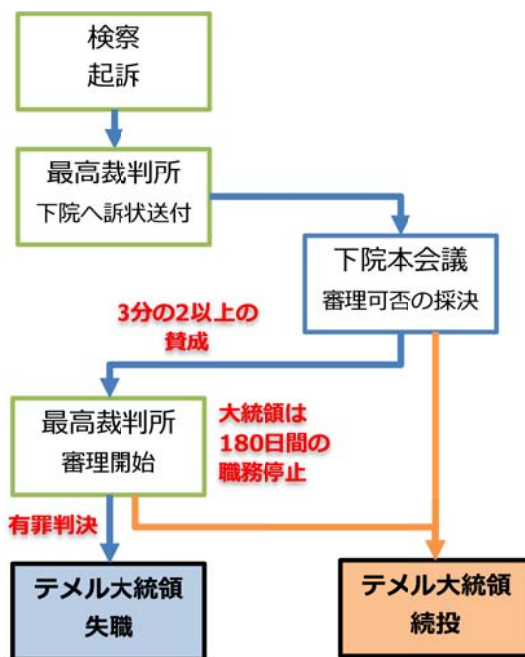 検察
起訴
最高裁判所
下院へ訴状送付
下院本会議
審理可否の採決
3分の2以上の
賛成
最高裁判所
審理開始
大統領は
180日間の
職務停止
有罪判決
テメル大統領
失職
テメル大統領
続投